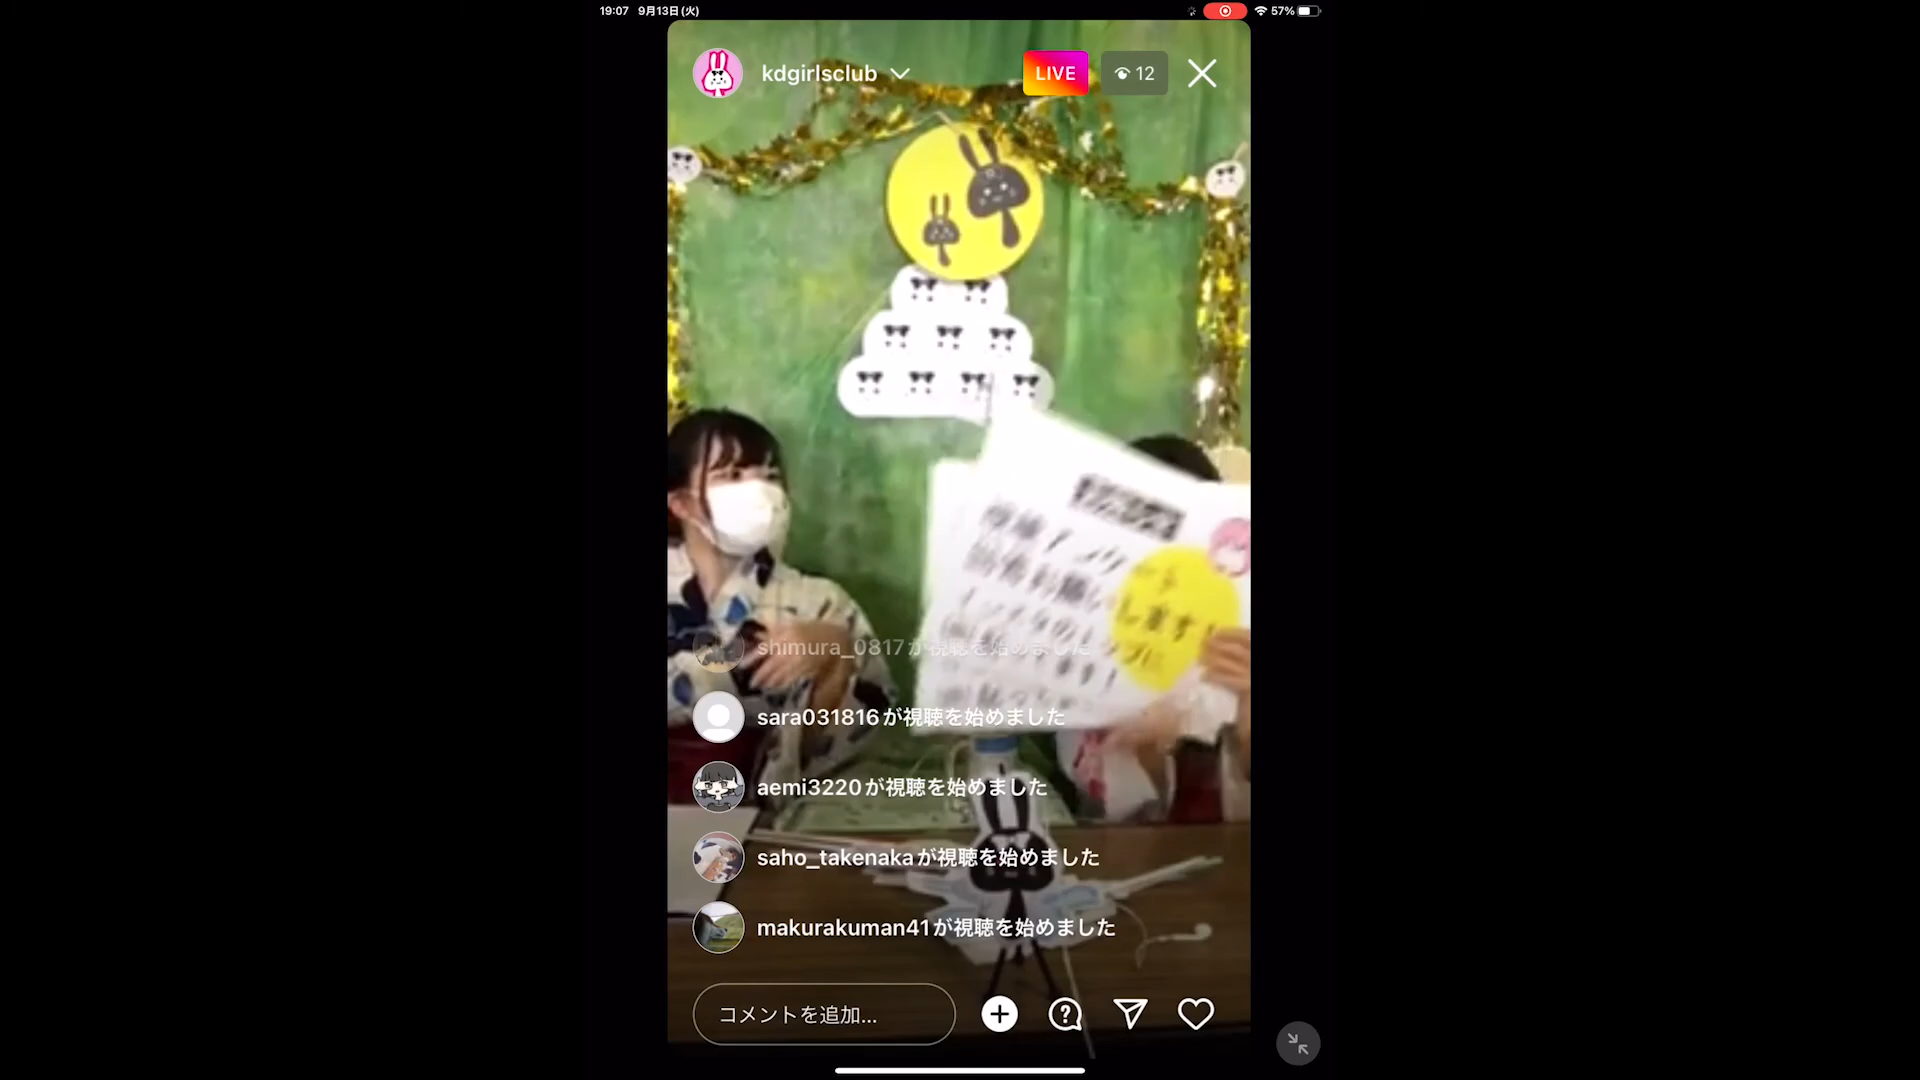 19:07 9月13日(火)
57%
kdgirlsclub
LIVE
12
します!
shimura_0817が視聴を始めました
sara031816が視聴を始めました
aemi3220が視聴を始めました
saho_takenakaが視聴を始めました
makurakuman41が視聴を始めました
コメントを追加...